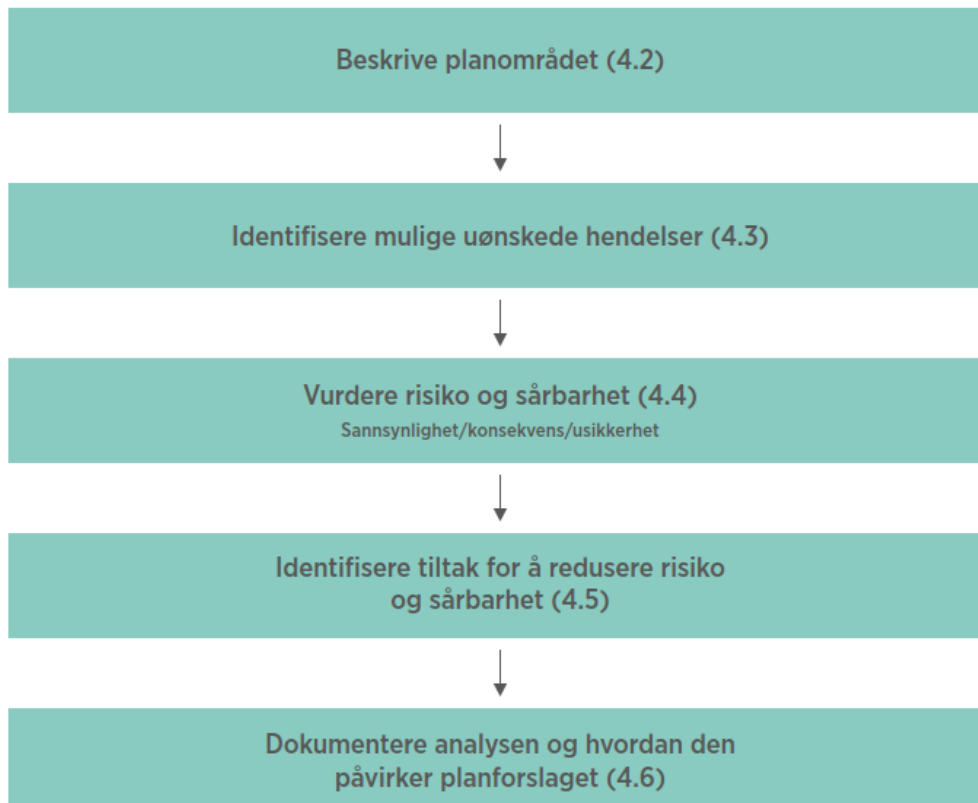 Beskrive planområdet (4.2)
Identifisere mulige uønskede hendelser (4.3)
Vurdere risiko og sårbarhet (4.4)
Sannsynlighet/konsekvens/usikkerhet
Identifisere tiltak for å redusere risiko
og sårbarhet (4.5)
Dokumentere analysen og hvordan den
påvirker planforslaget (4.6)